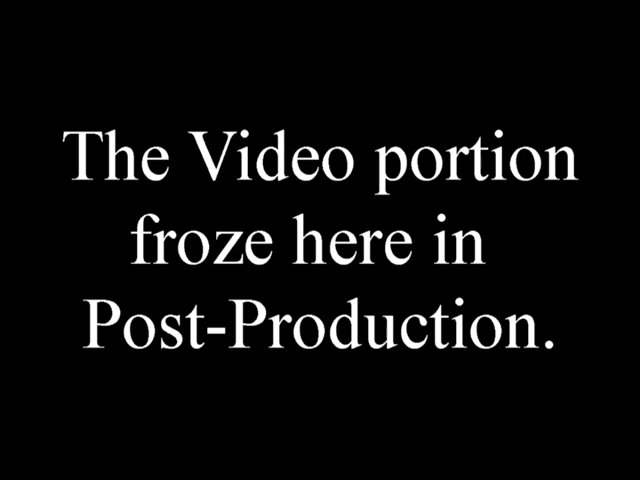 The Video portion
froze here in
Post-Production.